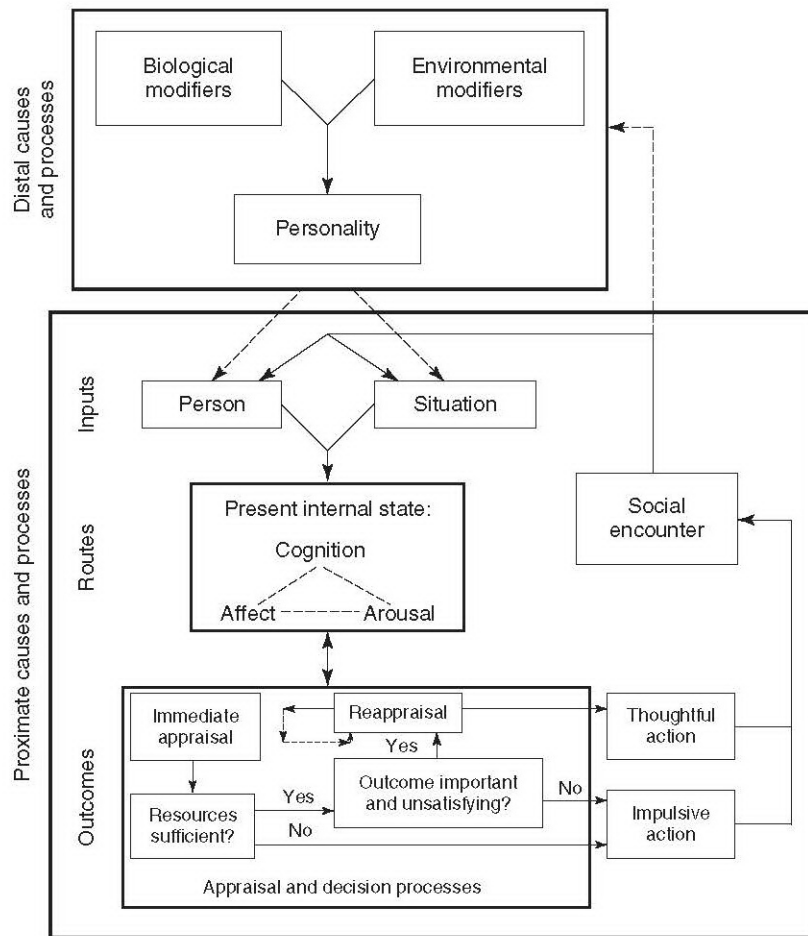 Distal causes
and processes
Biological
modifiers
Environmental
modifiers
Personality
Proximate causes and processes
Inputs
Person
Situation
Routes
Present internal state:
Cognition
Affect
Arousal
Social
encounter
Outcomes
Immediate
appraisal
Reappraisal
Thoughtful
action
Yes
Resources
sufficient?
Yes
Outcome important
and unsatisfying?
No
Impulsive
action
No
Appraisal and decision processes